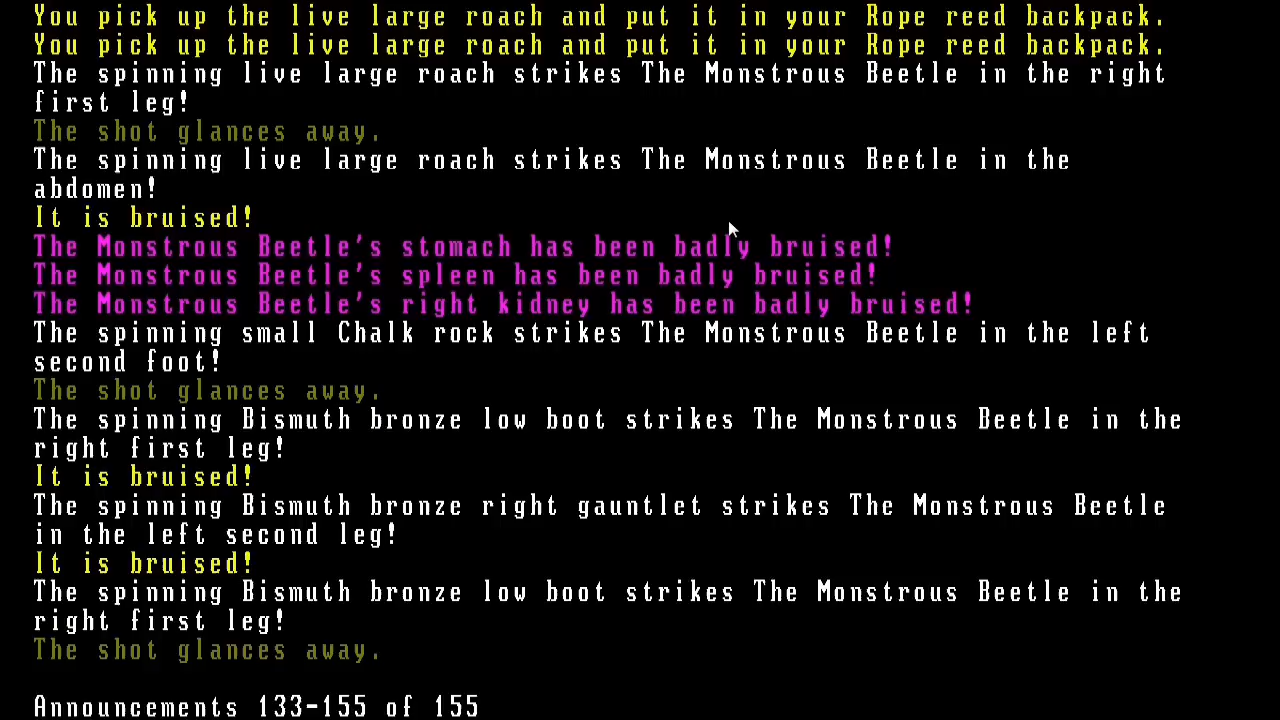 You pick up the live large roach and put it in your Rope reed backpack.
You pick up the live large roach and put it in your Rope reed backpack.
The spinning live large roach strikes The Monstrous Beetle in the right
first leg!
The shot glances away.
The spinning live large roach strikes The Monstrous Beetle in the
abdomen!
It is bruised!
The Monstrous Beetle's stomach has been badly bruised!
The Monstrous Beetle's spleen has been badly bruised!
The Monstrous Beetle's right kidney has been badly bruised!
The spinning small Chalk rock strikes The Monstrous Beetle in the left
second foot!
The shot glances away.
The spinning Bismuth bronze low boot strikes The Monstrous Beetle in the
right first leg!
It is bruised!
The spinning Bismuth bronze right gauntlet strikes The Monstrous Beetle
in the left second leg!
It is bruised!
The spinning Bismuth bronze low boot strikes The Monstrous Beetle in the
right first leg!
The shot glances away.
Announcements 133-155 of 155